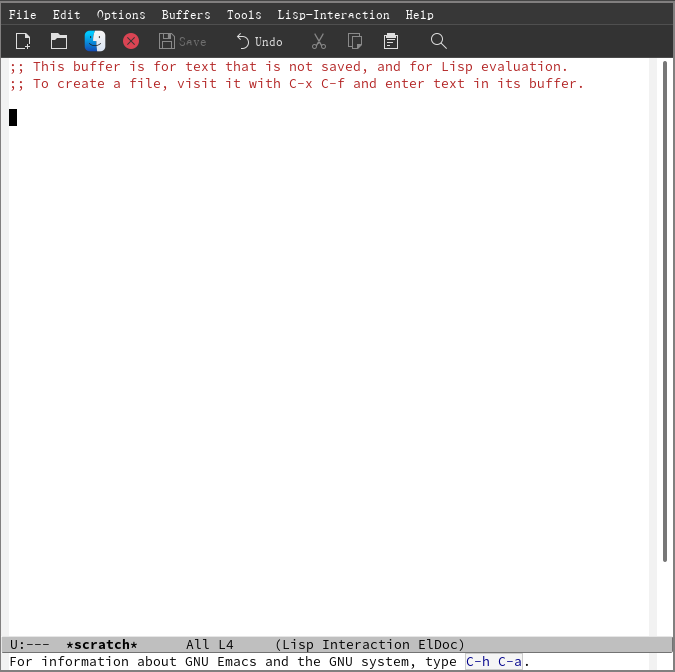 File Edit Options Buffers Tools Lisp-Interaction Help
Save Undo
;; This buffer is for text that is not saved, and for Lisp evaluation.
;; To create a file, visit it with C-x C-f and enter text in its buffer.
U:--- *scratch* All L4 (Lisp Interaction ElDoc)
For information about GNU Emacs and the GNU system, type C-h C-a.